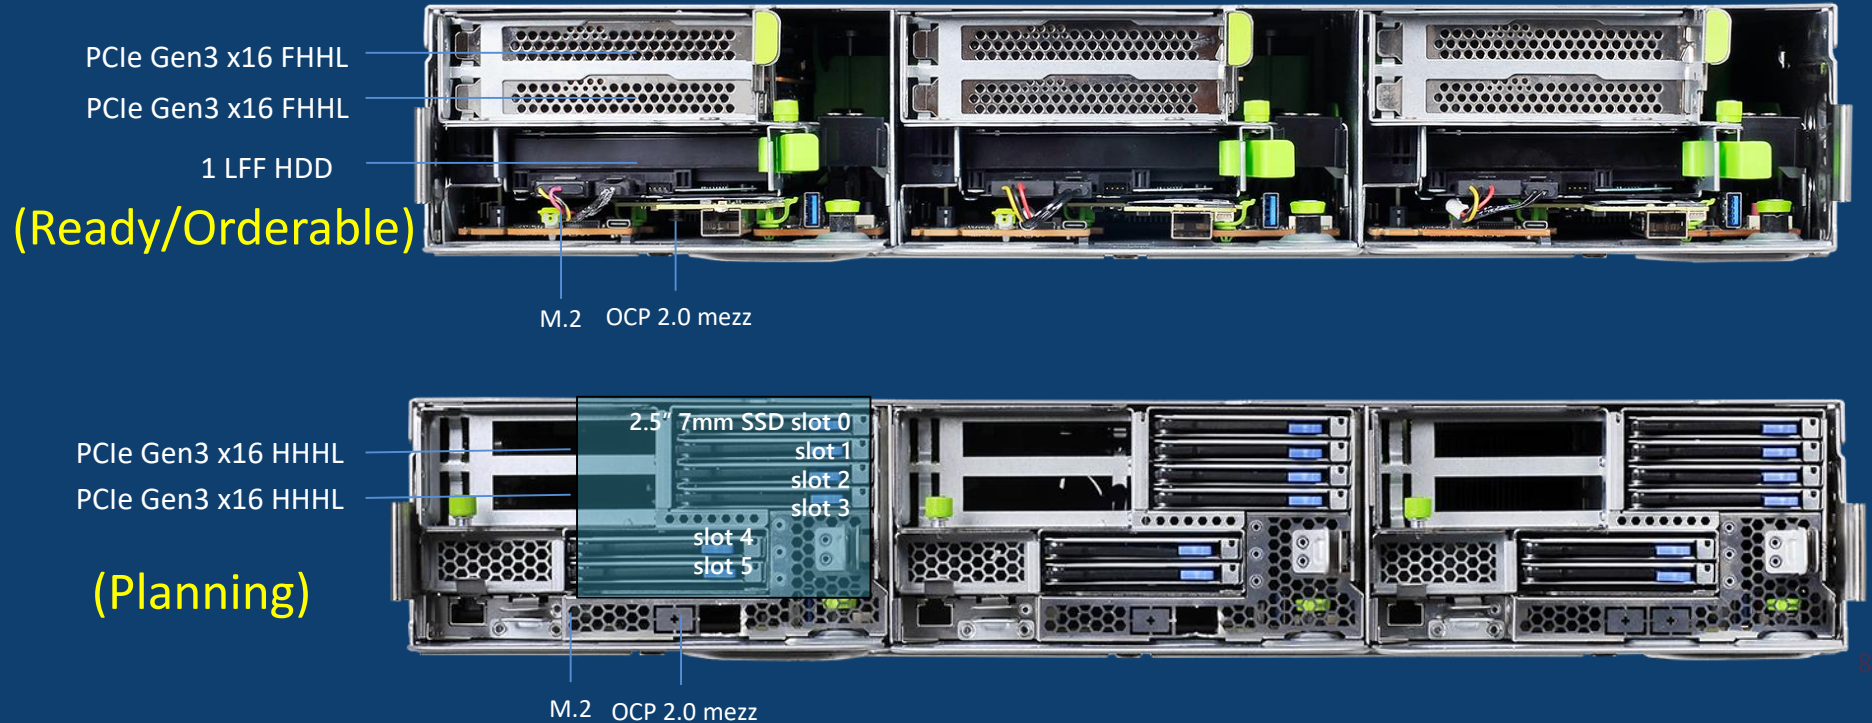 PCIe Gen3 x16 FHHL
PCIe Gen3 x16 FHHL
1 LFF HDD
(Ready/Orderable)
M.2 OCP 2.0 mezz
2.5” 7mm SSD slot 0
slot 1
slot 2
slot 3
slot 4
slot 5
PCIe Gen3 x16 HHHL
PCIe Gen3 x16 HHHL
(Planning)
M.2 OCP 2.0 mezz
8